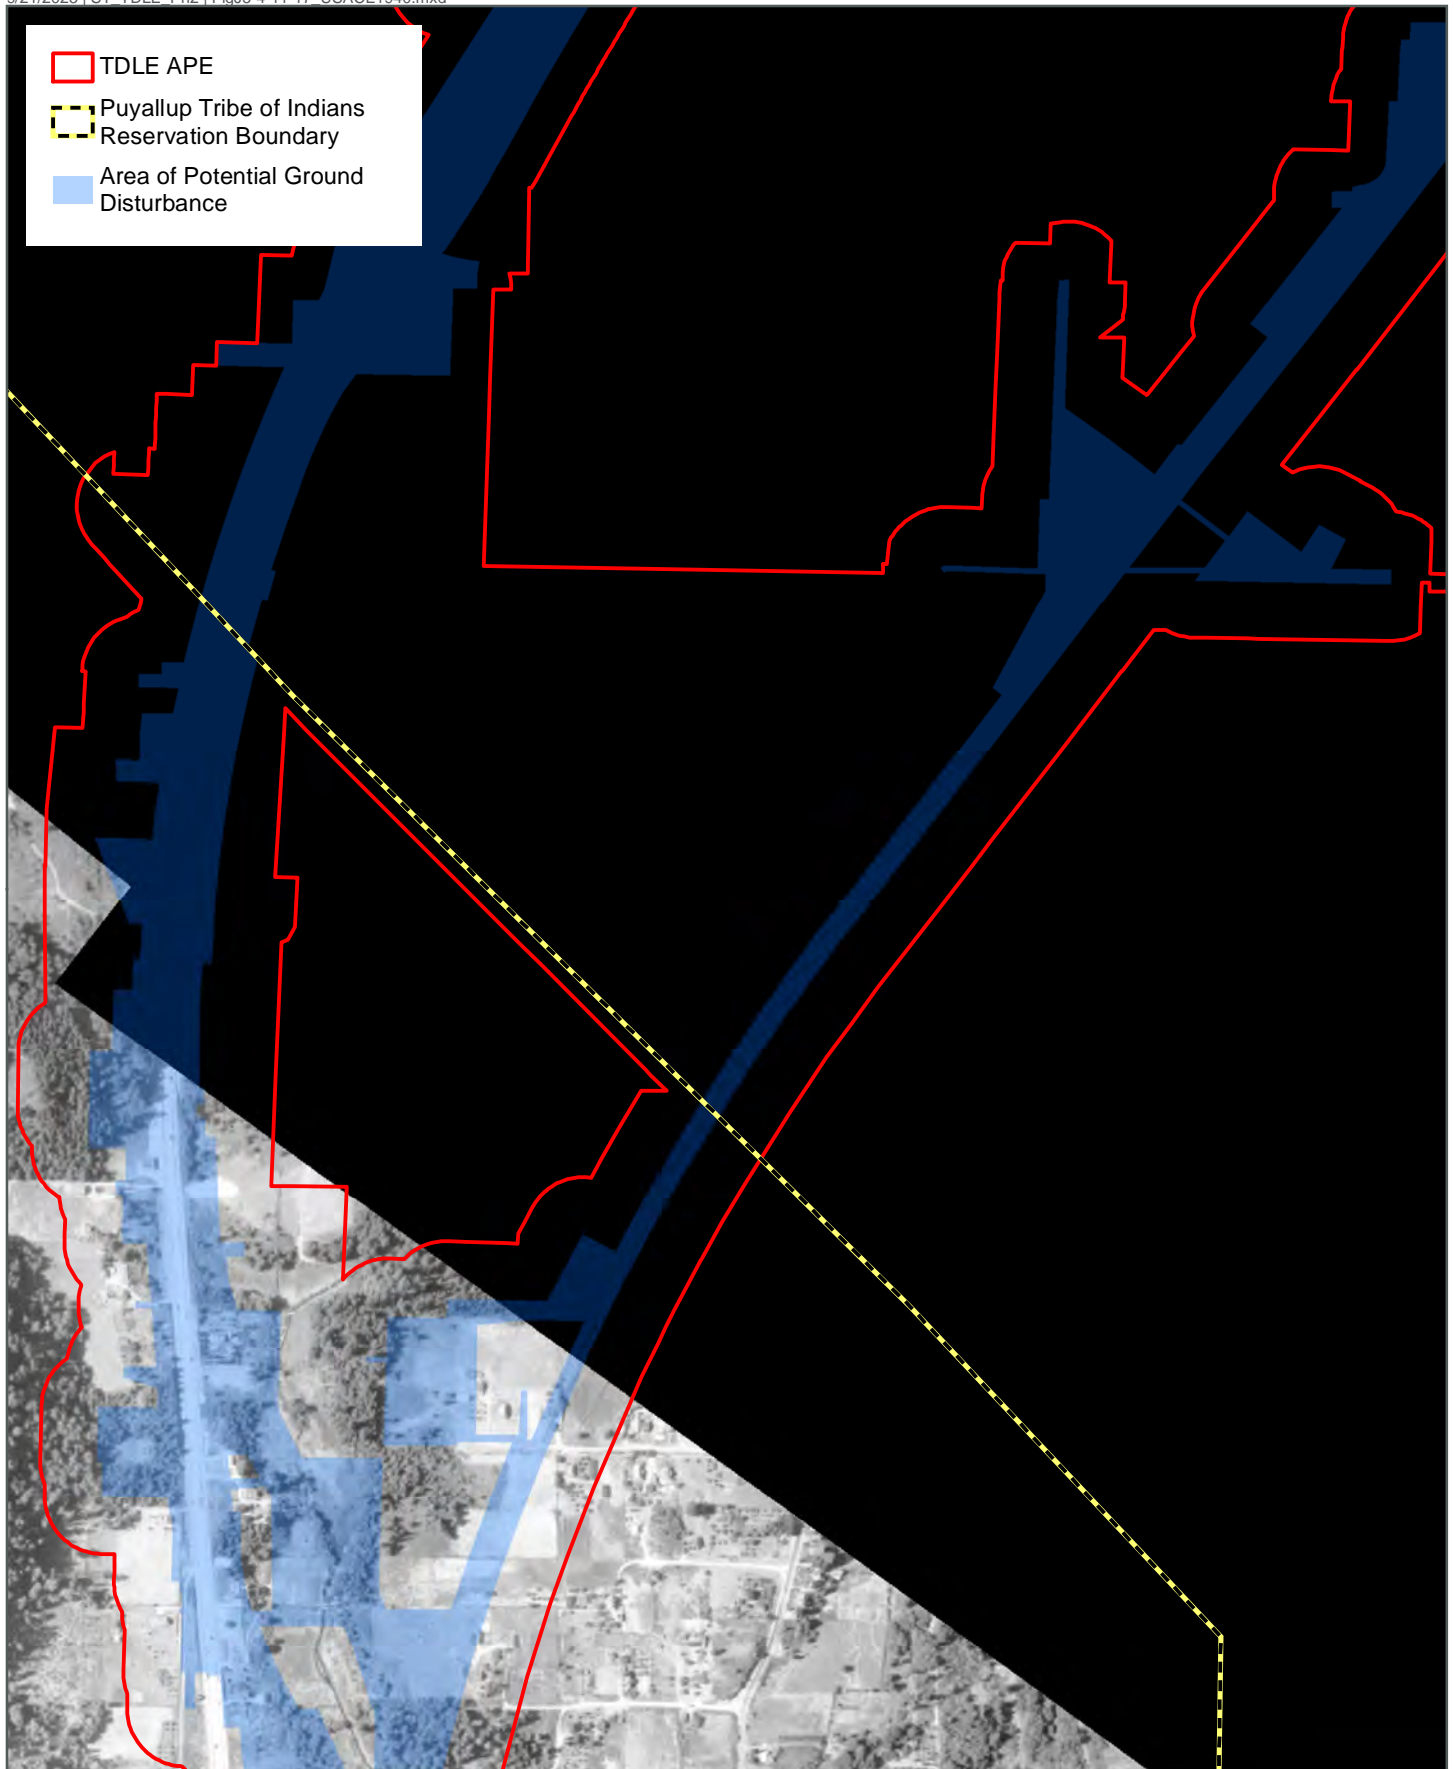 TDLE APE
Puyallup Tribe of Indians
Reservation Boundary
Area of Potential Ground
Disturbance